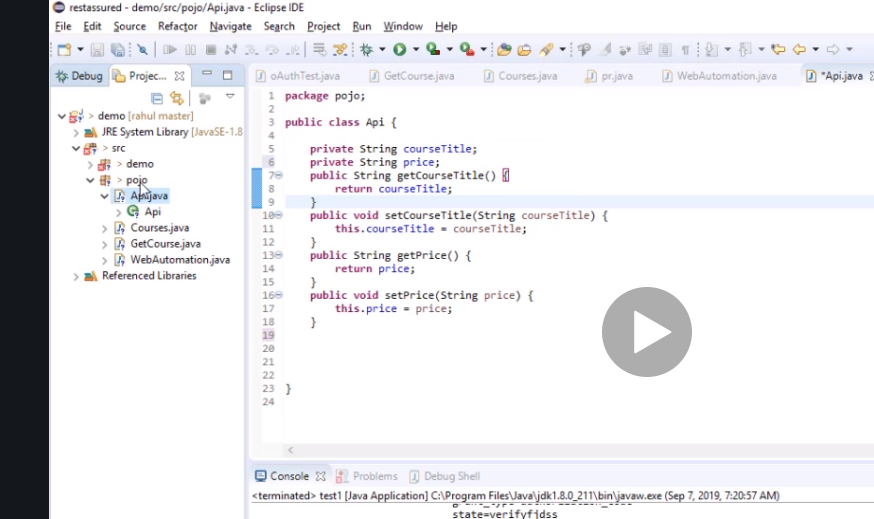 restassured - demo/src/pojo/Api.java - Eclipse IDE
File Edit Source Refactor Navigate Search Project Run Window Help
Debug Projec...
oAuthTest.java GetCourse.java Courses.java pr.java WebAutomation.java *Api.java
> demo [rahul master]
JRE System Library [JavaSE-1.8
> src
> demo
> pojo
Api.java
Api
Courses.java
GetCourse.java
WebAutomation.java
Referenced Libraries
1 package pojo;
2
3 public class Api {
4
5 private String courseTitle;
6 private String price;
7 public String getCourseTitle() {
8 return courseTitle;
9 }
10 public void setCourseTitle(String courseTitle) {
11 this.courseTitle = courseTitle;
12 }
13 public String getPrice() {
14 return price;
15 }
16 public void setPrice(String price) {
17 this.price = price;
18 }
19
20
21
22
23 }
24
Console Problems Debug Shell
<terminated> test1 [Java Application] C:\Program Files\Java\jdk1.8.0_211\bin\javaw.exe (Sep 7, 2019, 7:20:57 AM)
state=verifyfjdss